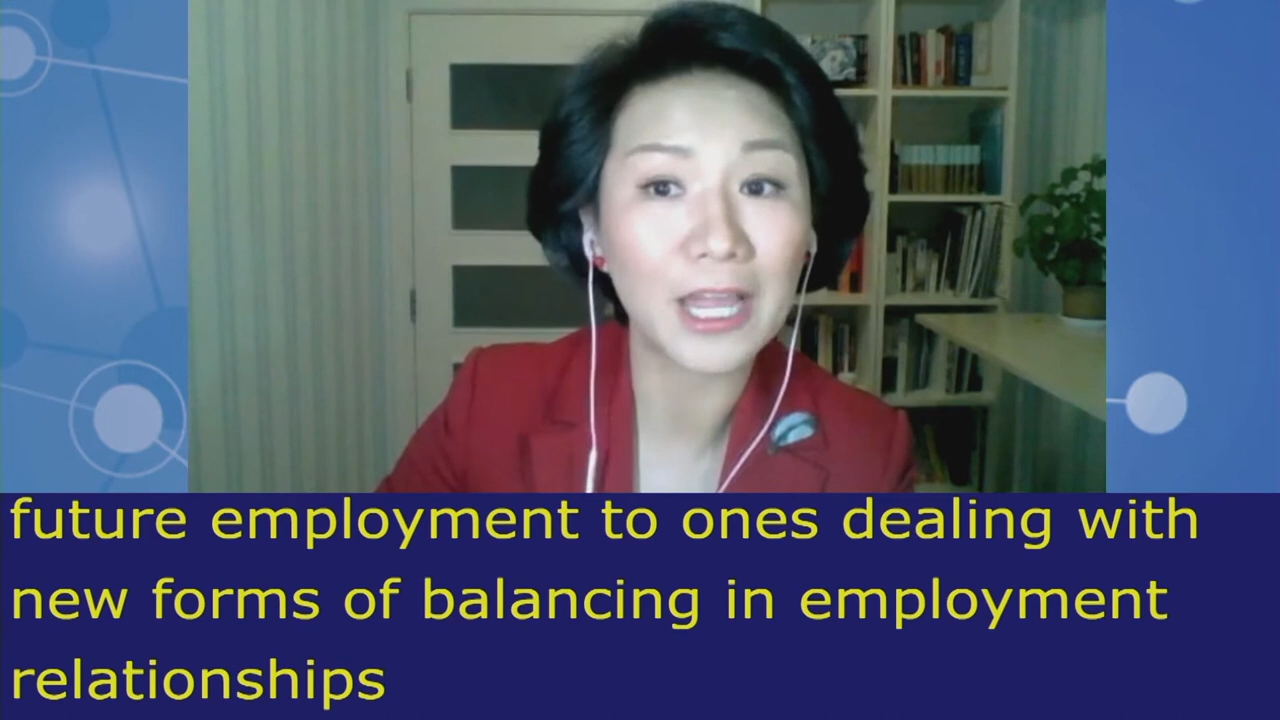 future employment to ones dealing with
new forms of balancing in employment
relationships